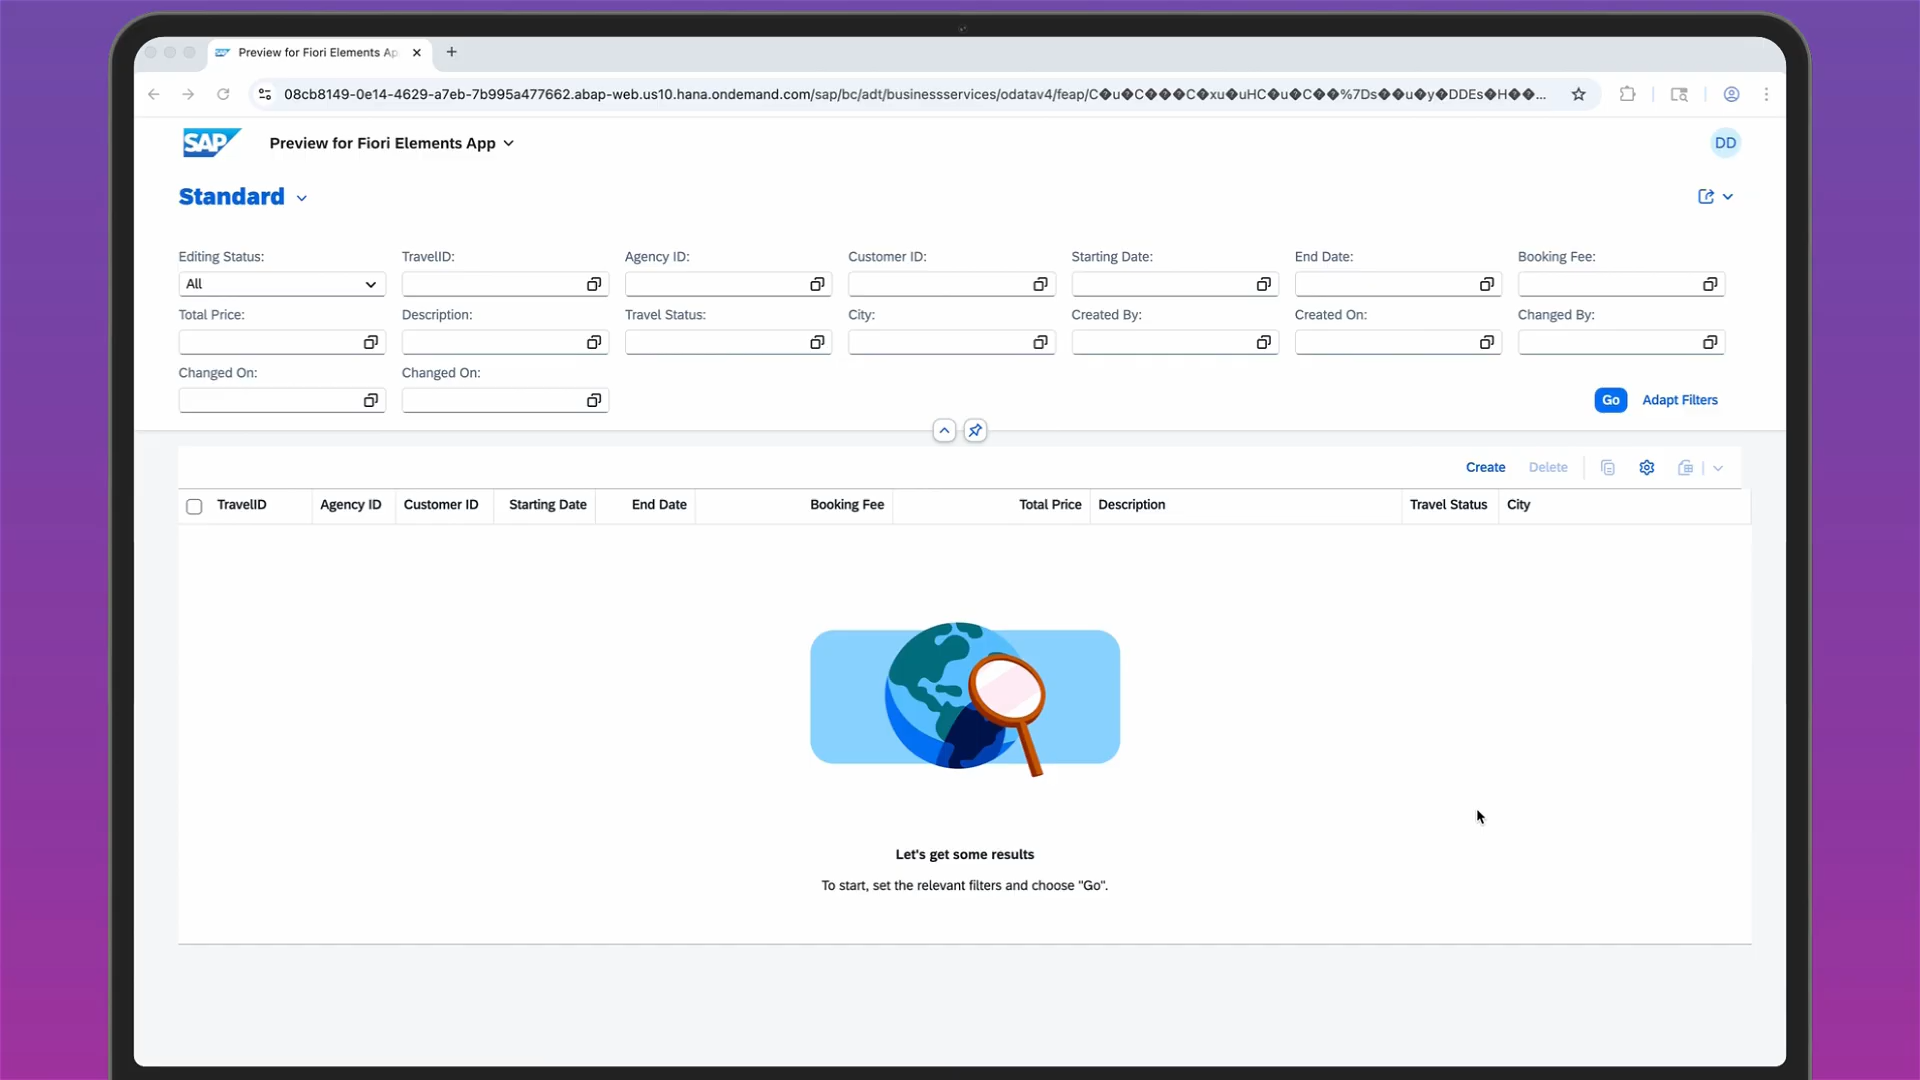 Preview for Fiori Elements Ap
08cb8149-0e14-4629-a7eb-7b995a477662.abap-web.us10.hana.ondemand.com/sap/bc/adt/businessservices/odatav4/feap/C�u�C���C�xu�uHC�u�C��%7Ds��u�y�DDEs�H��...
SAP Preview for Fiori Elements App DD
Standard
Editing Status: TravelID: Agency ID: Customer ID: Starting Date: End Date: Booking Fee:
All
Total Price: Description: Travel Status: City: Created By: Created On: Changed By:
Changed On: Changed On:
Go Adapt Filters
Create Delete
TravelID Agency ID Customer ID Starting Date End Date Booking Fee Total Price Description Travel Status City
Let's get some results
To start, set the relevant filters and choose "Go".